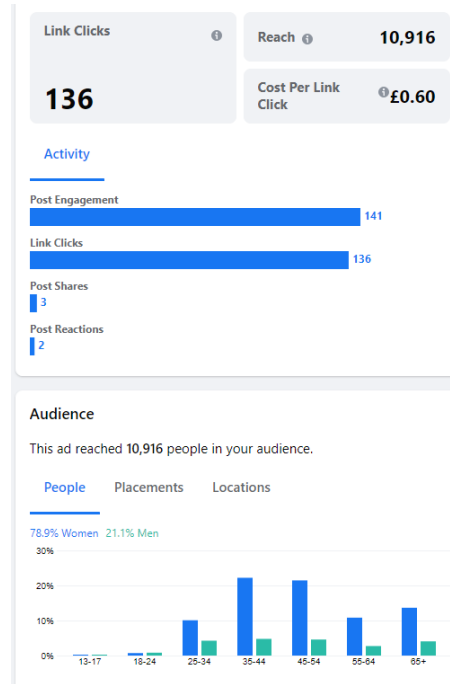 Link Clicks
136
Reach 10,916
Cost Per Link
Click
£0.60
Activity
Post Engagement
141
Link Clicks
136
Post Shares
3
Post Reactions
2
Audience
This ad reached 10,916 people in your audience.
People Placements Locations
78.9% Women 21.1% Men
30%
20%
10%
0%
13-17 18-24 25-34 35-44 45-54 55-64 65+